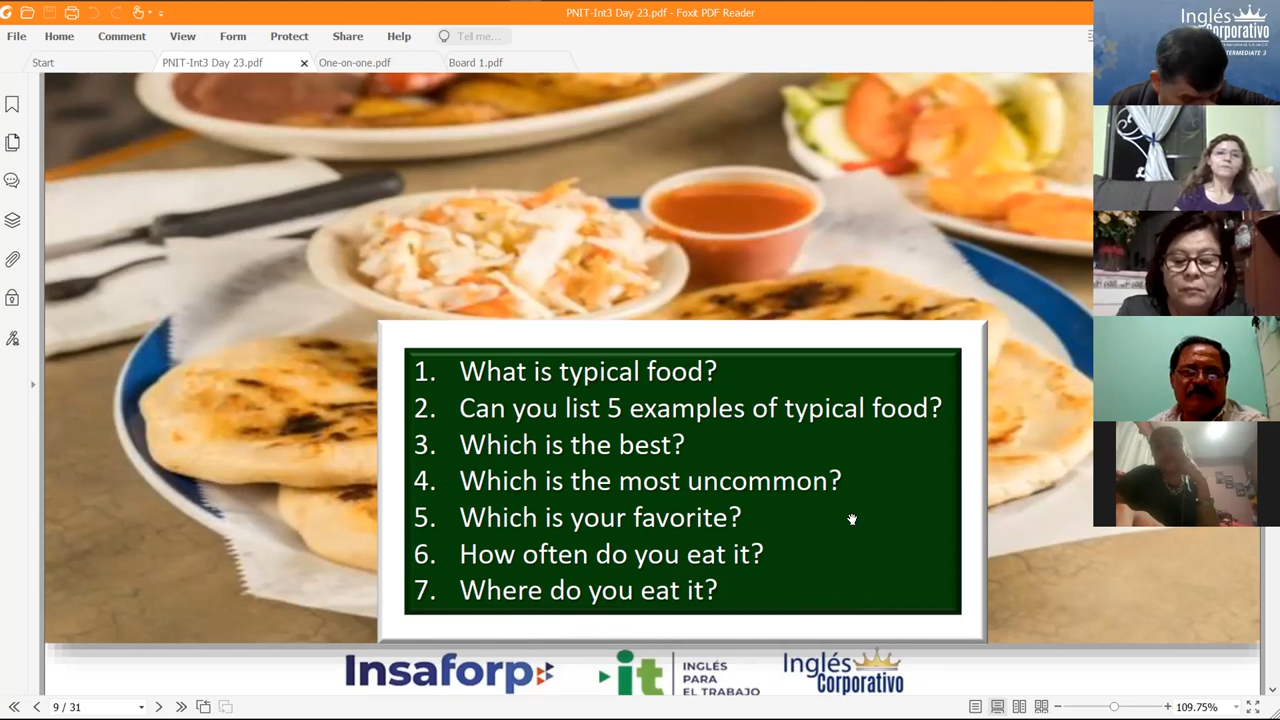 PNIT-Int3 Day 23.pdf - Foxit PDF Reader
File Home Comment View Form Protect Share Help Tell me...
Start PNIT-Int3 Day 23.pdf One-on-one.pdf Board 1.pdf
Inglés
Corporativo
INTERMEDIATE 3
1. What is typical food?
2. Can you list 5 examples of typical food?
3. Which is the best?
4. Which is the most uncommon?
5. Which is your favorite?
6. How often do you eat it?
7. Where do you eat it?
Insaforp
it
INGLÉS
PARA
EL TRABAJO
Inglés
Corporativo
9 / 31
109.75%